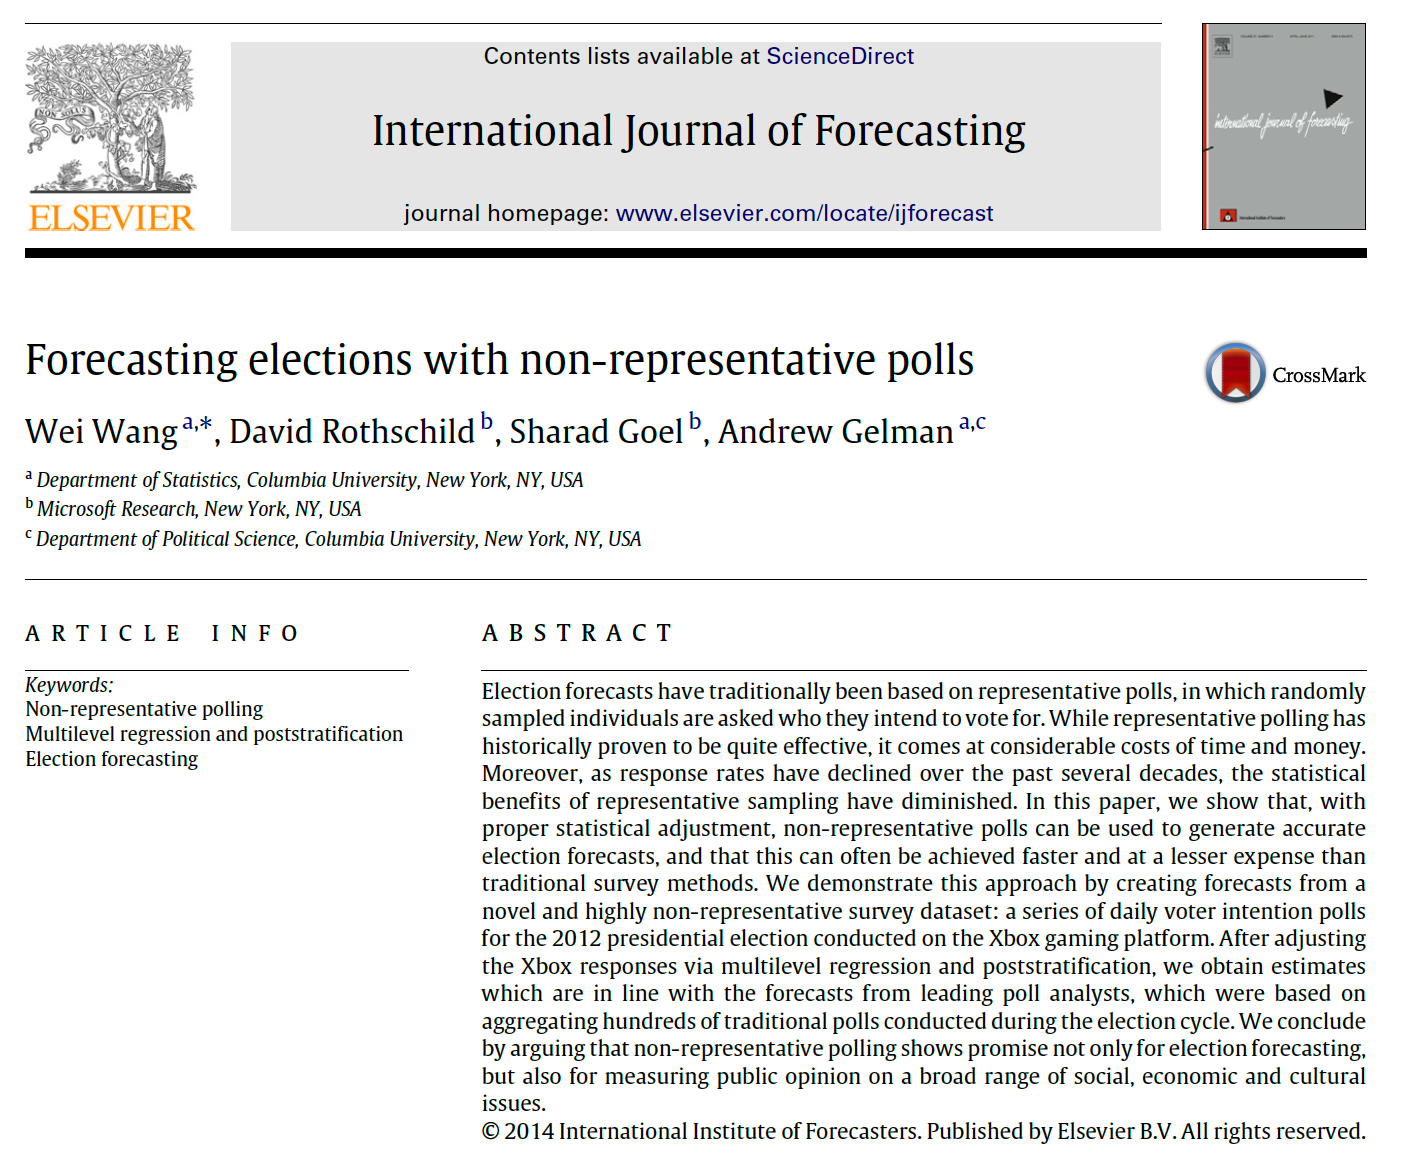 Contents lists available at ScienceDirect
International Journal of Forecasting
journal homepage: www.elsevier.com/locate/ijforecast
NON SOLUS
ELSEVIER
international journal of forecasting
Forecasting elections with non-representative polls
CrossMark
Wei Wang a,*, David Rothschild b, Sharad Goel b, Andrew Gelman a,c
a Department of Statistics, Columbia University, New York, NY, USA
b Microsoft Research, New York, NY, USA
c Department of Political Science, Columbia University, New York, NY, USA
ARTICLE INFO
Keywords:
Non-representative polling
Multilevel regression and poststratification
Election forecasting
ABSTRACT
Election forecasts have traditionally been based on representative polls, in which randomly
sampled individuals are asked who they intend to vote for. While representative polling has
historically proven to be quite effective, it comes at considerable costs of time and money.
Moreover, as response rates have declined over the past several decades, the statistical
benefits of representative sampling have diminished. In this paper, we show that, with
proper statistical adjustment, non-representative polls can be used to generate accurate
election forecasts, and that this can often be achieved faster and at a lesser expense than
traditional survey methods. We demonstrate this approach by creating forecasts from a
novel and highly non-representative survey dataset: a series of daily voter intention polls
for the 2012 presidential election conducted on the Xbox gaming platform. After adjusting
the Xbox responses via multilevel regression and poststratification, we obtain estimates
which are in line with the forecasts from leading poll analysts, which were based on
aggregating hundreds of traditional polls conducted during the election cycle. We conclude
by arguing that non-representative polling shows promise not only for election forecasting,
but also for measuring public opinion on a broad range of social, economic and cultural
issues.
© 2014 International Institute of Forecasters. Published by Elsevier B.V. All rights reserved.